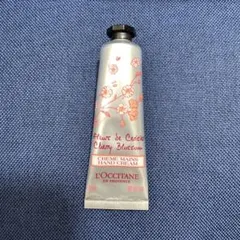 Fleurs de Cerisier
Cherry Blossom
CRÈME MAINS
HAND CREAM
L'OCCITANE
EN PROVENCE